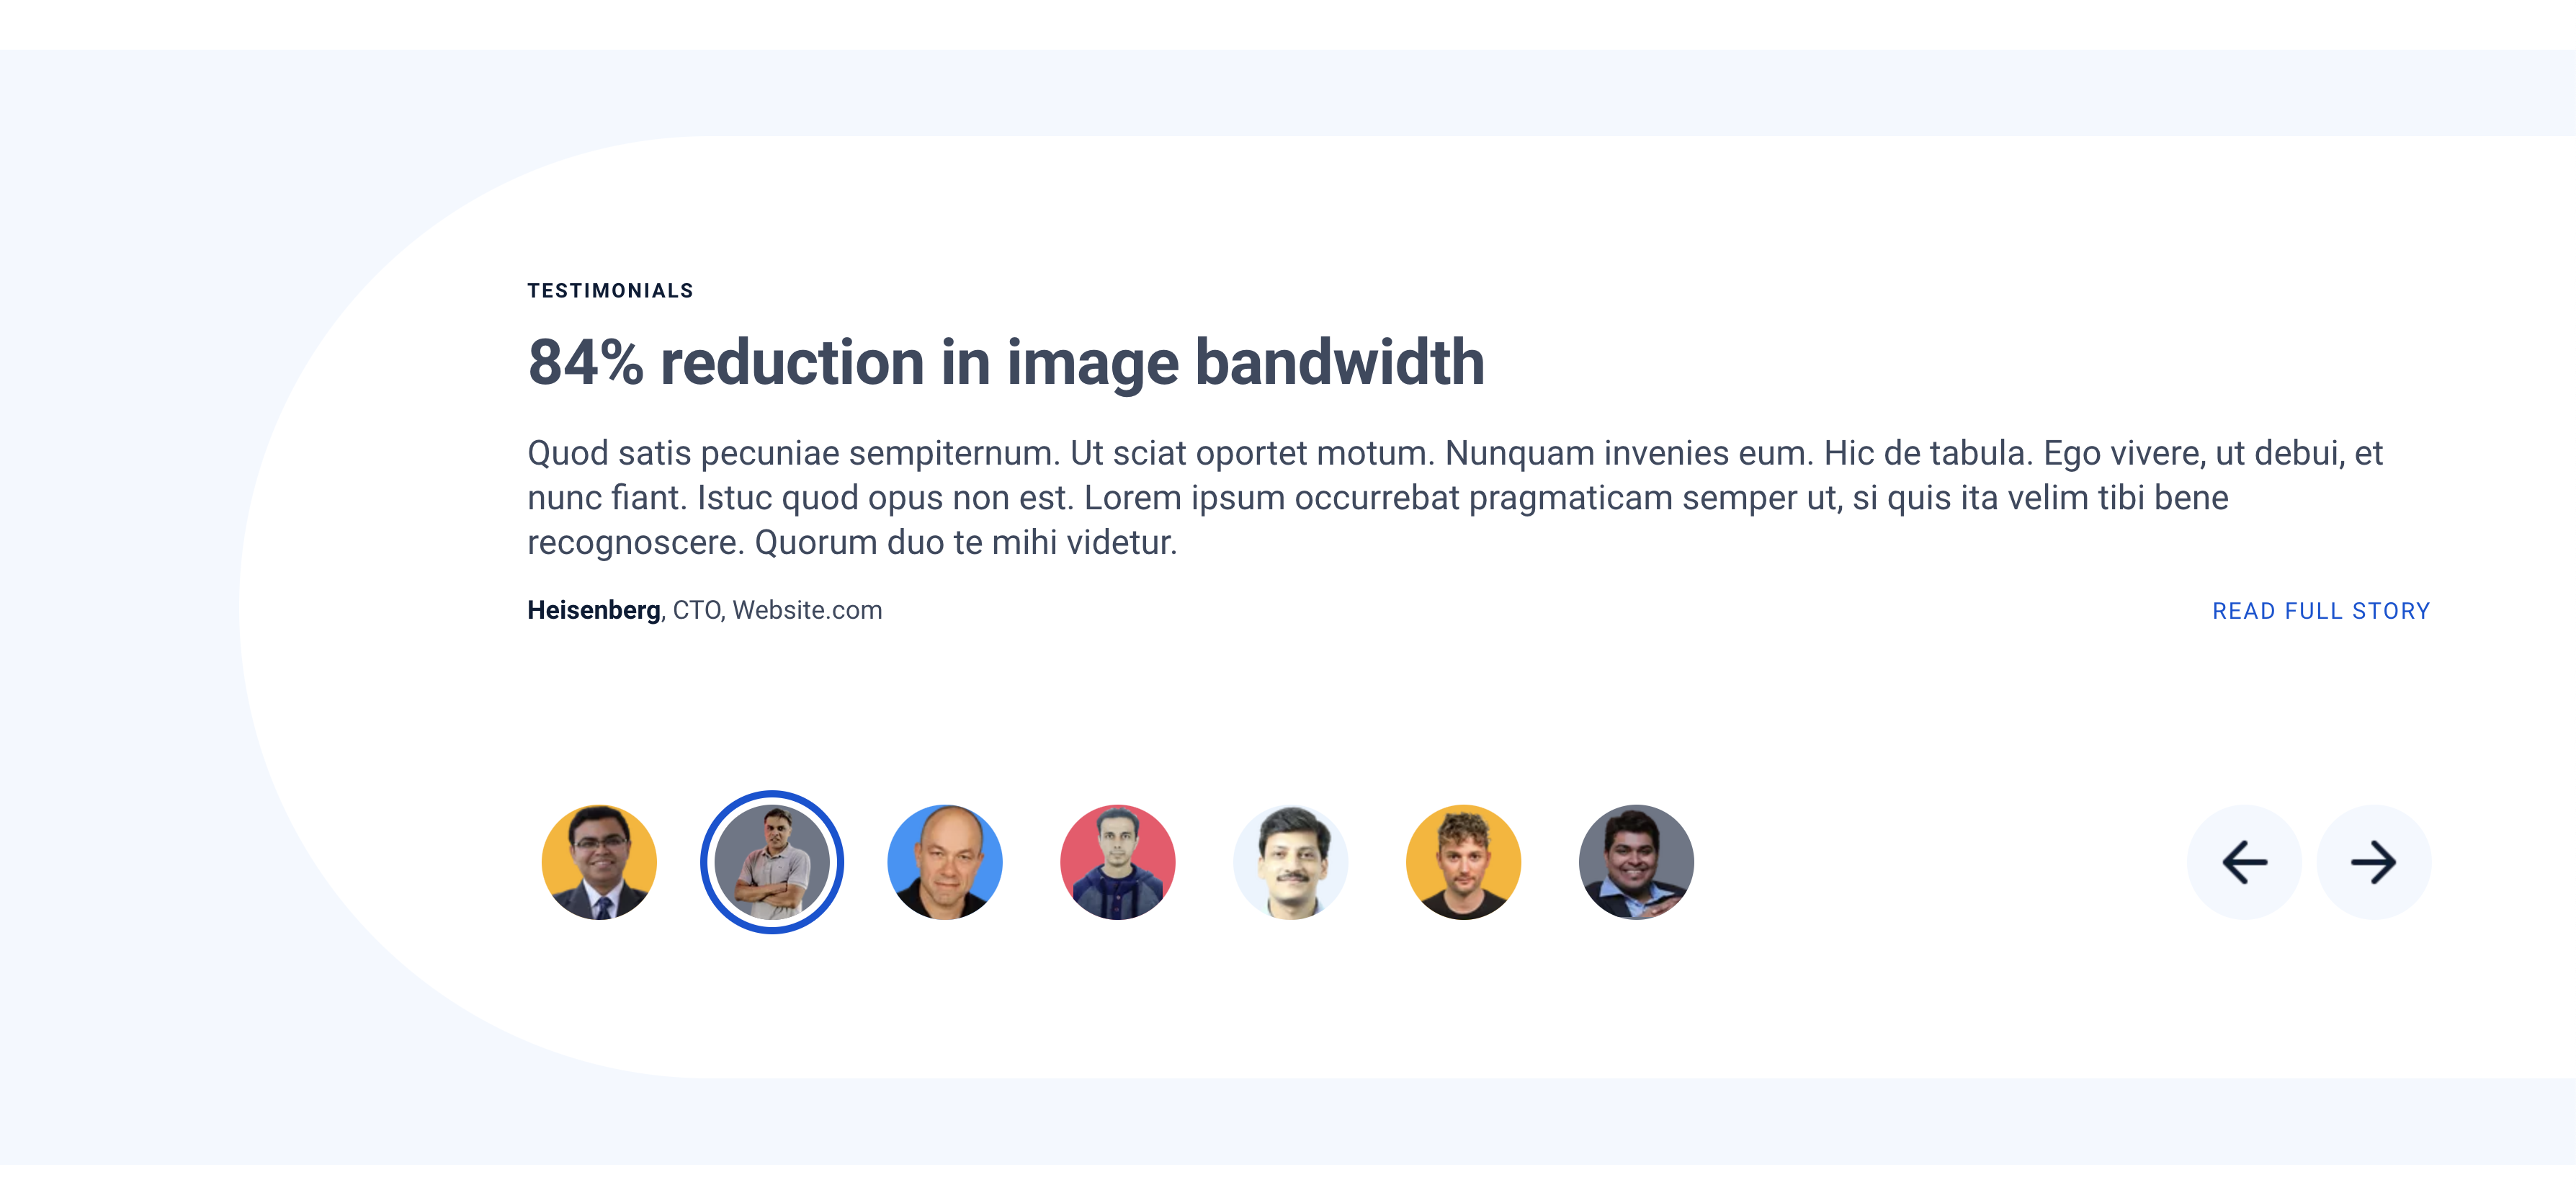 TESTIMONIALS
84% reduction in image bandwidth
Quod satis pecuniae sempiternum. Ut sciat oportet motum. Nunquam invenies eum. Hic de tabula. Ego vivere, ut debui, et
nunc fiant. Istuc quod opus non est. Lorem ipsum occurrebat pragmaticam semper ut, si quis ita velim tibi bene
recognoscere. Quorum duo te mihi videtur.
Heisenberg, CTO, Website.com
READ FULL STORY